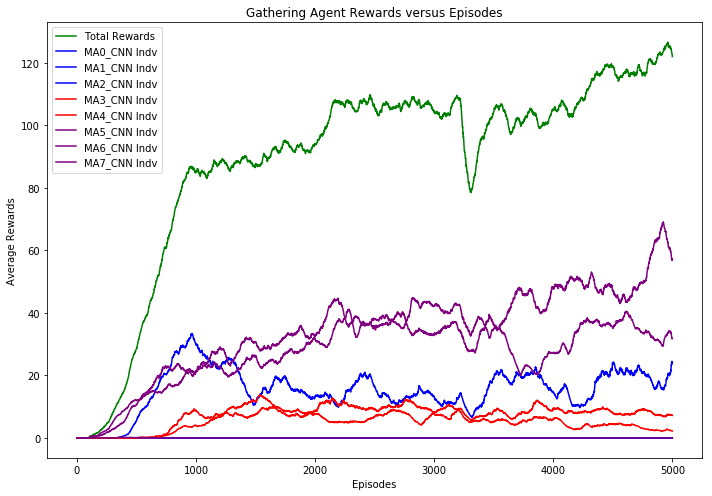 Gathering Agent Rewards versus Episodes
Total Rewards
MA0_CNN Indv
MA1_CNN Indv
MA2_CNN Indv
MA3_CNN Indv
MA4_CNN Indv
MA5_CNN Indv
MA6_CNN Indv
MA7_CNN Indv
Average Rewards
120
100
80
60
40
20
0
0 1000 2000 3000 4000 5000
Episodes